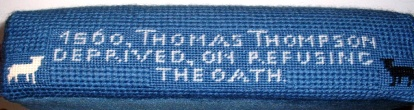 1560, THOMAS THOMPSON
DEPRIVED, ON REFUSING
THE OATH.